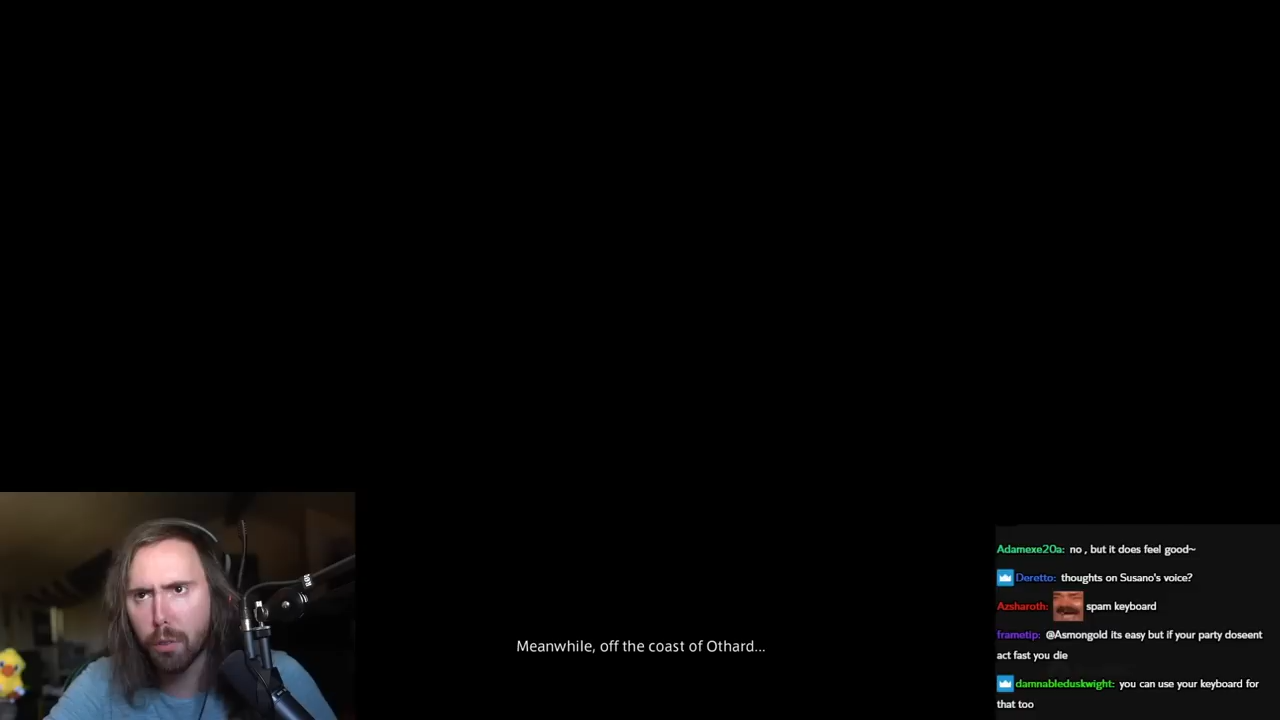 Meanwhile, off the coast of Othard...
Adamexe20a: no , but it does feel good~
Deretto: thoughts on Susano's voice?
Azsharoth: spam keyboard
frametip: @Asmongold its easy but if your party doseent
act fast you die
damnableduskwight: you can use your keyboard for
that too